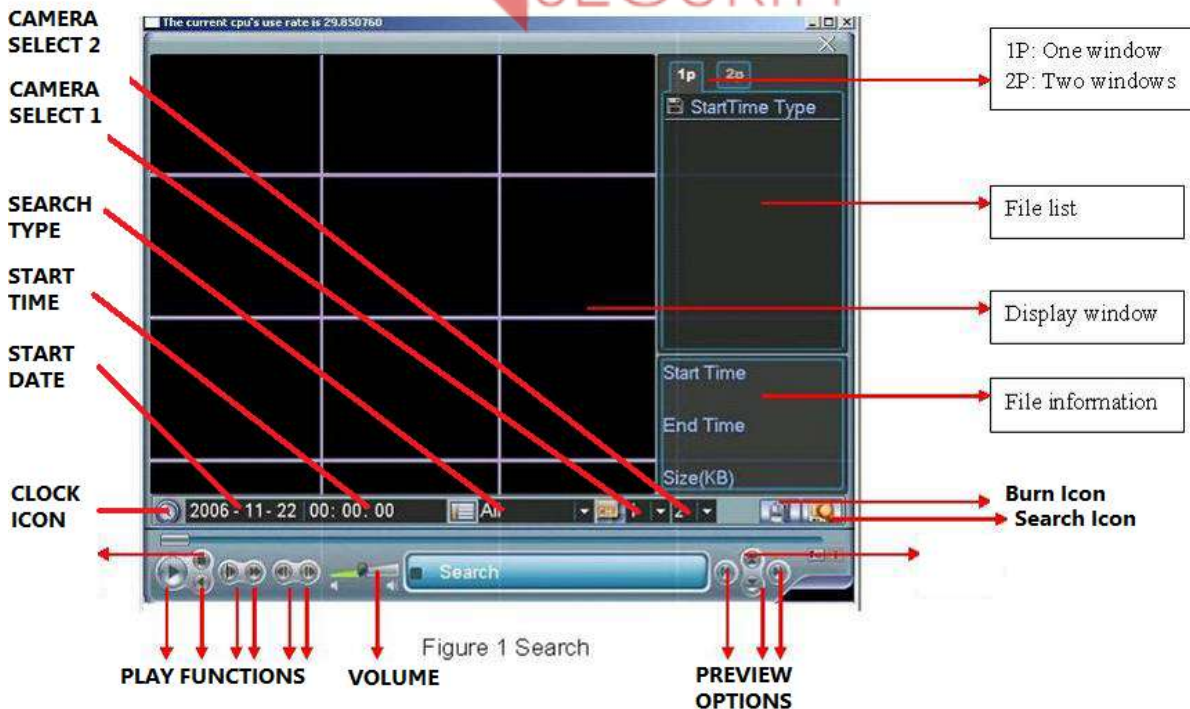 SECURITY
CAMERA
SELECT 2
CAMERA
SELECT 1
SEARCH
TYPE
START
TIME
START
DATE
CLOCK
ICON
The current cpu's use rate is 29.850760
1p 2p
StartTime Type
Start Time
End Time
Size(KB)
2006 - 11 - 22 00: 00: 00 All 1 2
Search
1P: One window
2P: Two windows
File list
Display window
File information
Burn Icon
Search Icon
PLAY FUNCTIONS
VOLUME
Figure 1 Search
PREVIEW
OPTIONS